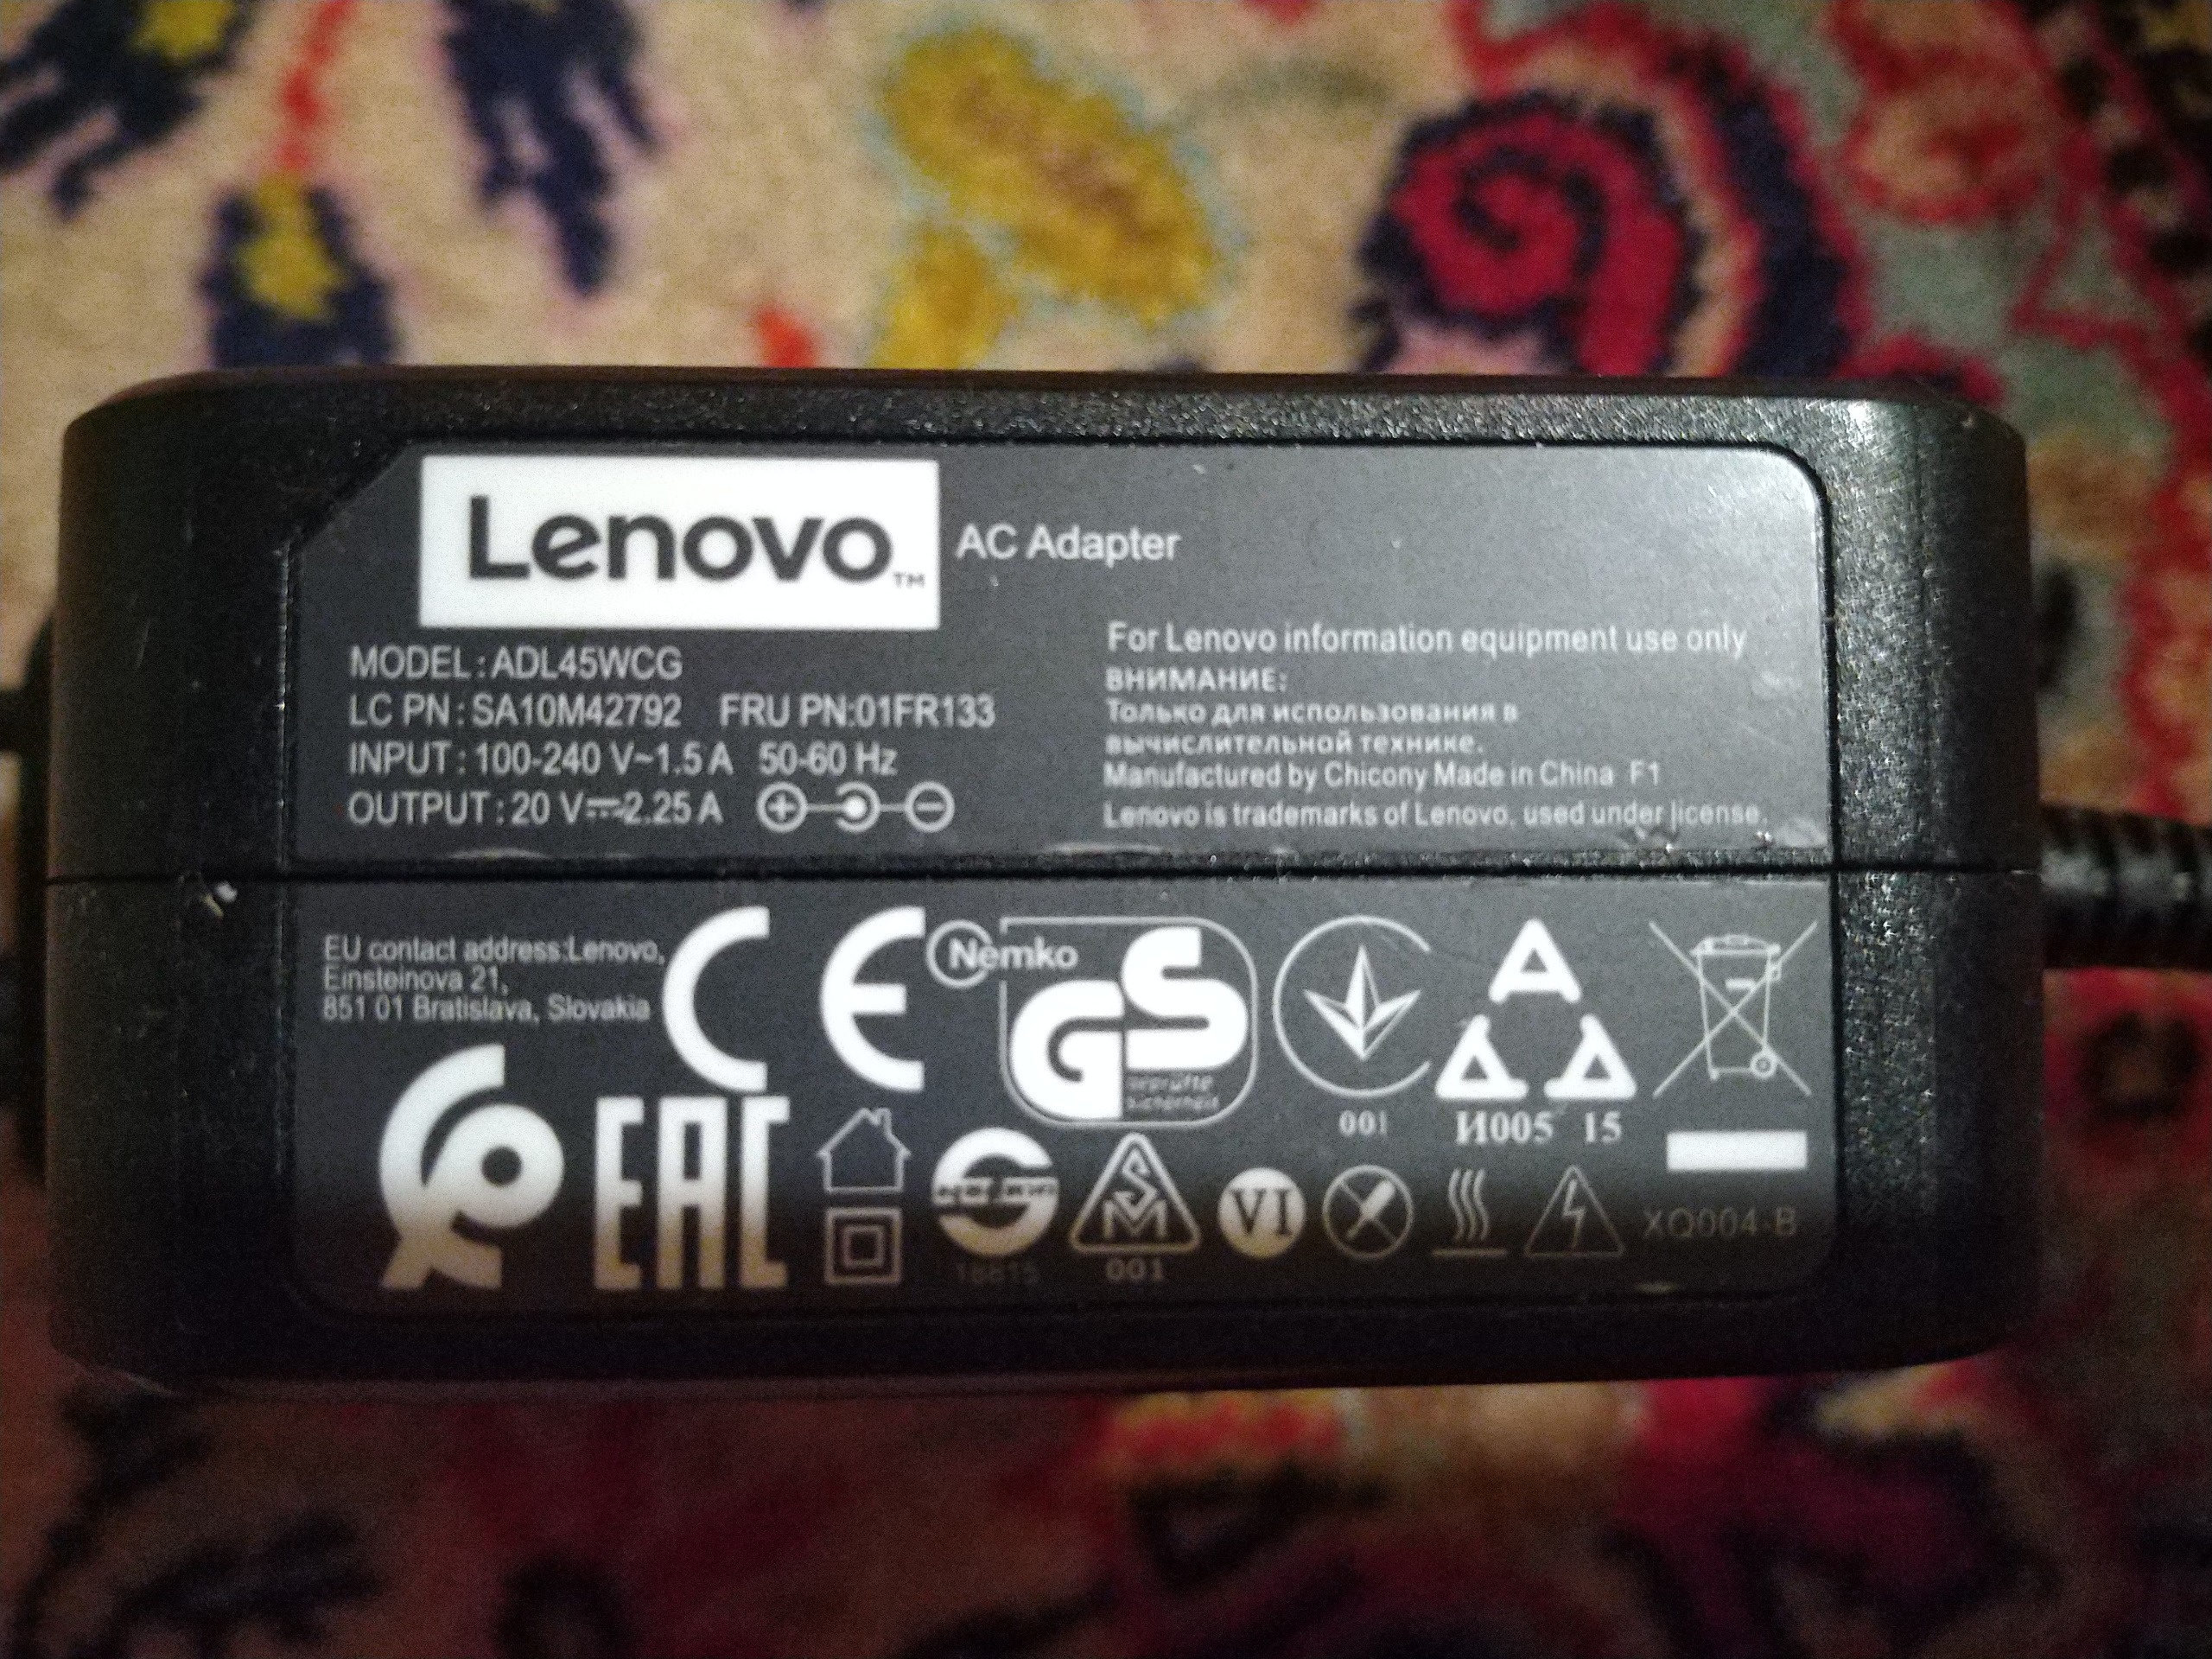 Lenovo™ AC Adapter
MODEL : ADL45WCG
LC PN : SA10M42792 FRU PN:01FR133
INPUT : 100-240 V~1.5 A 50-60 Hz
OUTPUT : 20 V⎓2.25 A
For Lenovo information equipment use only
ВНИМАНИЕ:
Только для использования в
вычислительной технике.
Manufactured by Chicony Made in China F1
Lenovo is trademarks of Lenovo, used under license.
EU contact address:Lenovo,
Einsteinova 21,
851 01 Bratislava, Slovakia
CE
N Nemko
GS
geprüfte
Sicherheit
001
И005 15
EAC
001
VI
XQ004-B